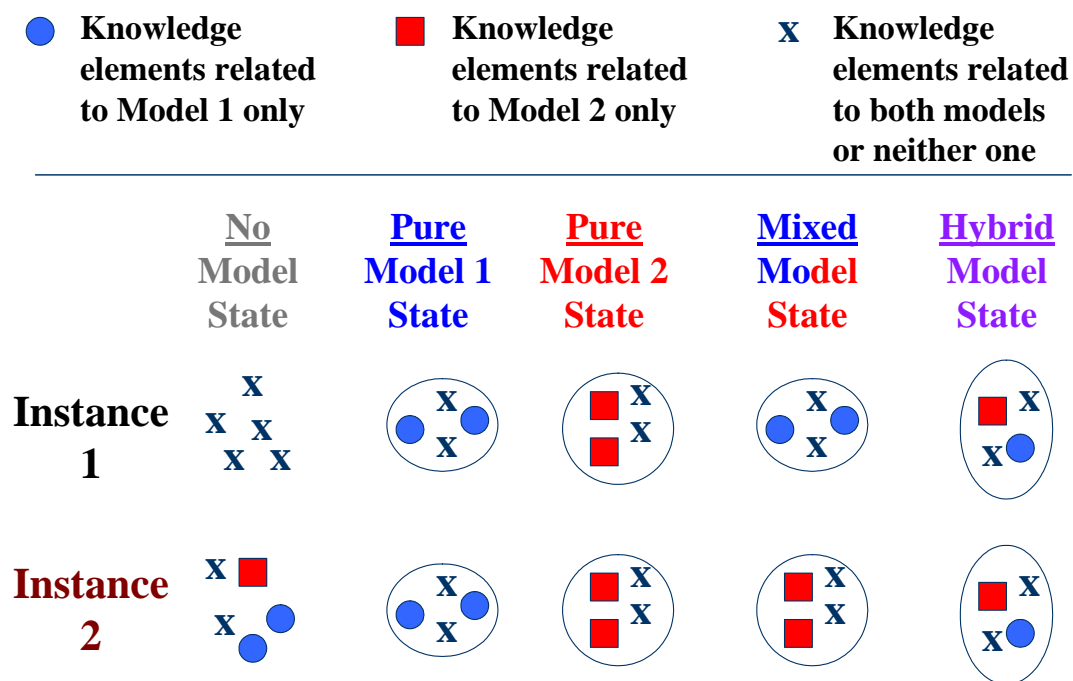 Knowledge
elements related
to Model 1 only
Knowledge
elements related
to Model 2 only
x Knowledge
elements related
to both models
or neither one
No
Model
State
Pure
Model 1
State
Pure
Model 2
State
Mixed
Model
State
Hybrid
Model
State
Instance
1
x
x
x
x
x
x
x
x
x
x
x
x
x
Instance
2
x
x
x
x
x
x
x
x
x
x